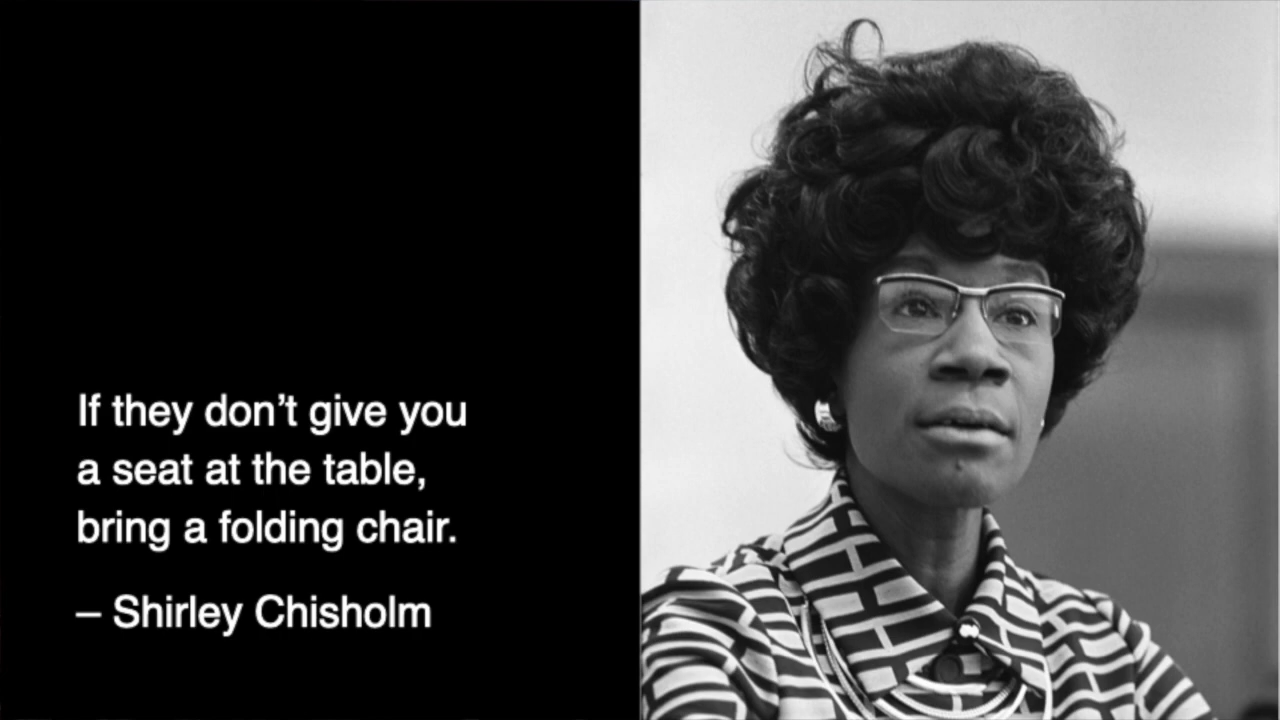 If they don’t give you
a seat at the table,
bring a folding chair.
– Shirley Chisholm